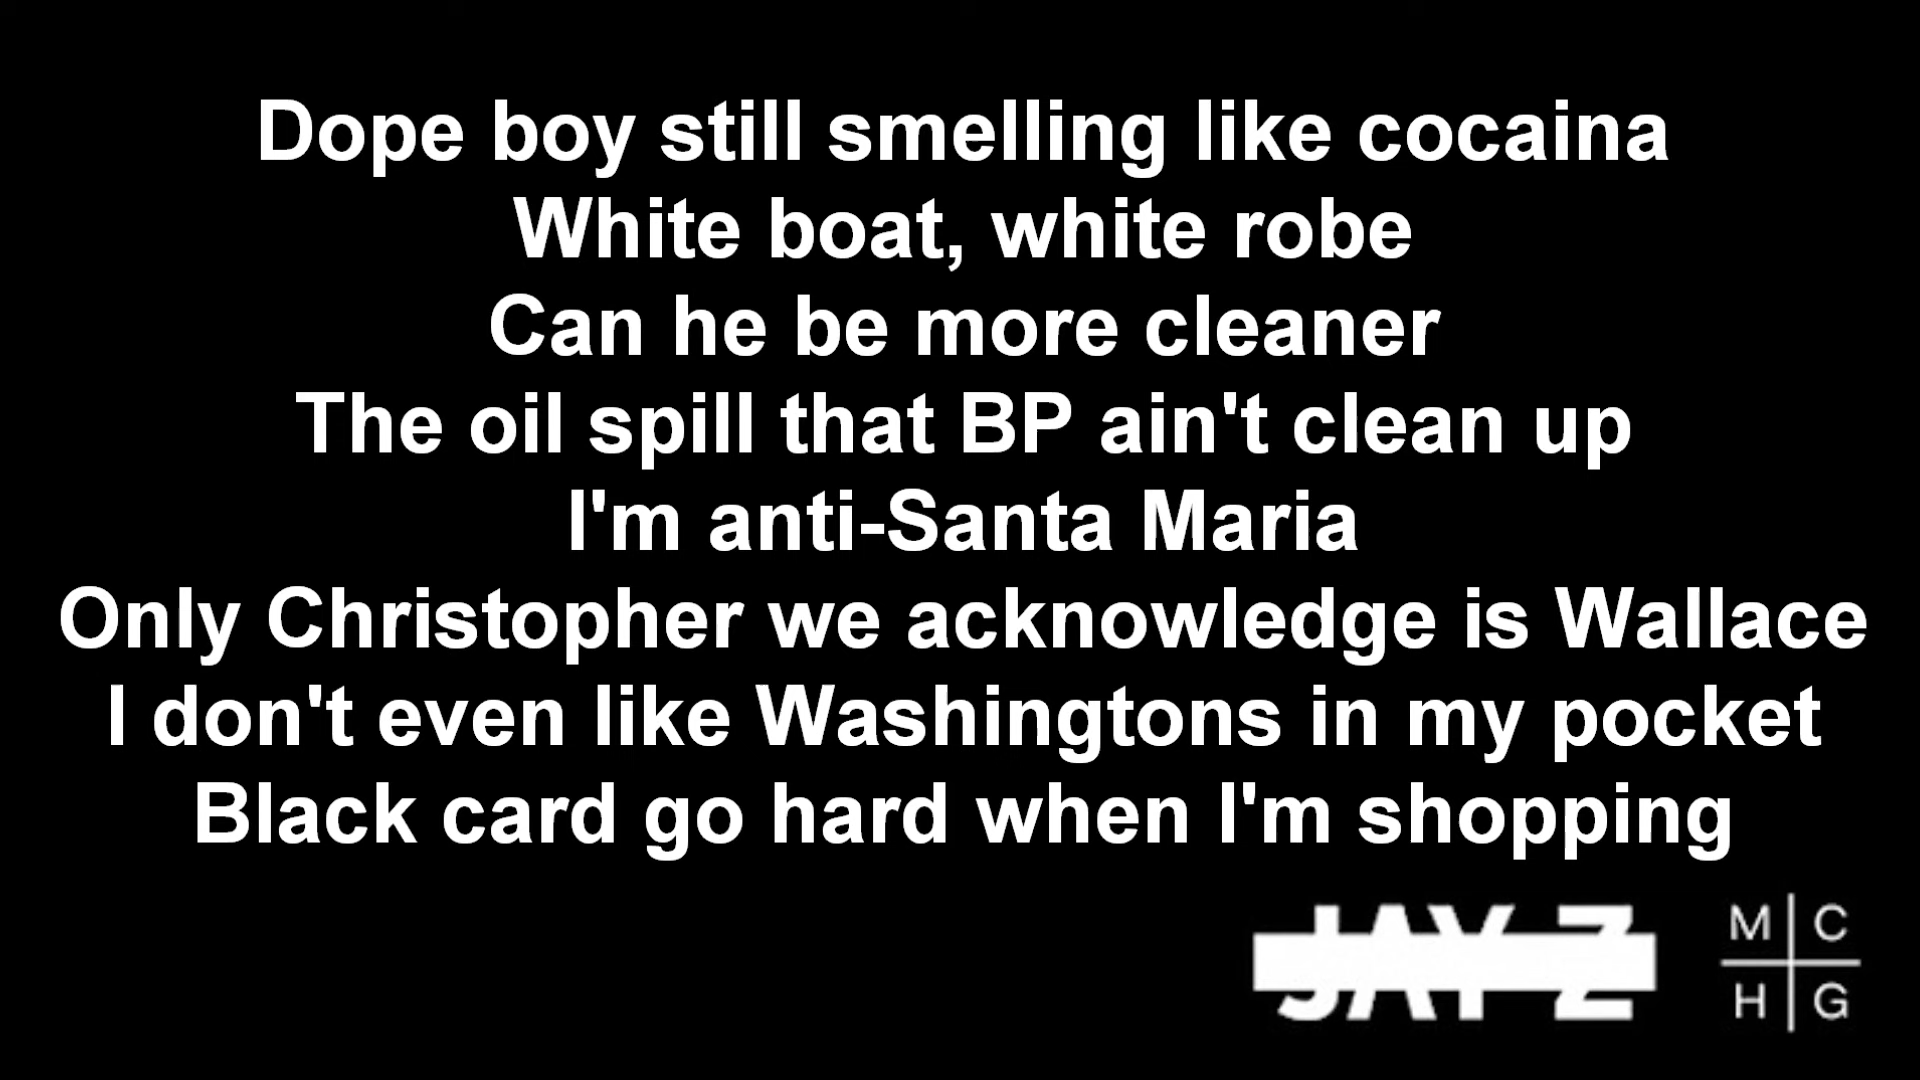 Dope boy still smelling like cocaina
White boat, white robe
Can he be more cleaner
The oil spill that BP ain't clean up
I'm anti-Santa Maria
Only Christopher we acknowledge is Wallace
I don't even like Washingtons in my pocket
Black card go hard when I'm shopping
JAY Z
M C
H G